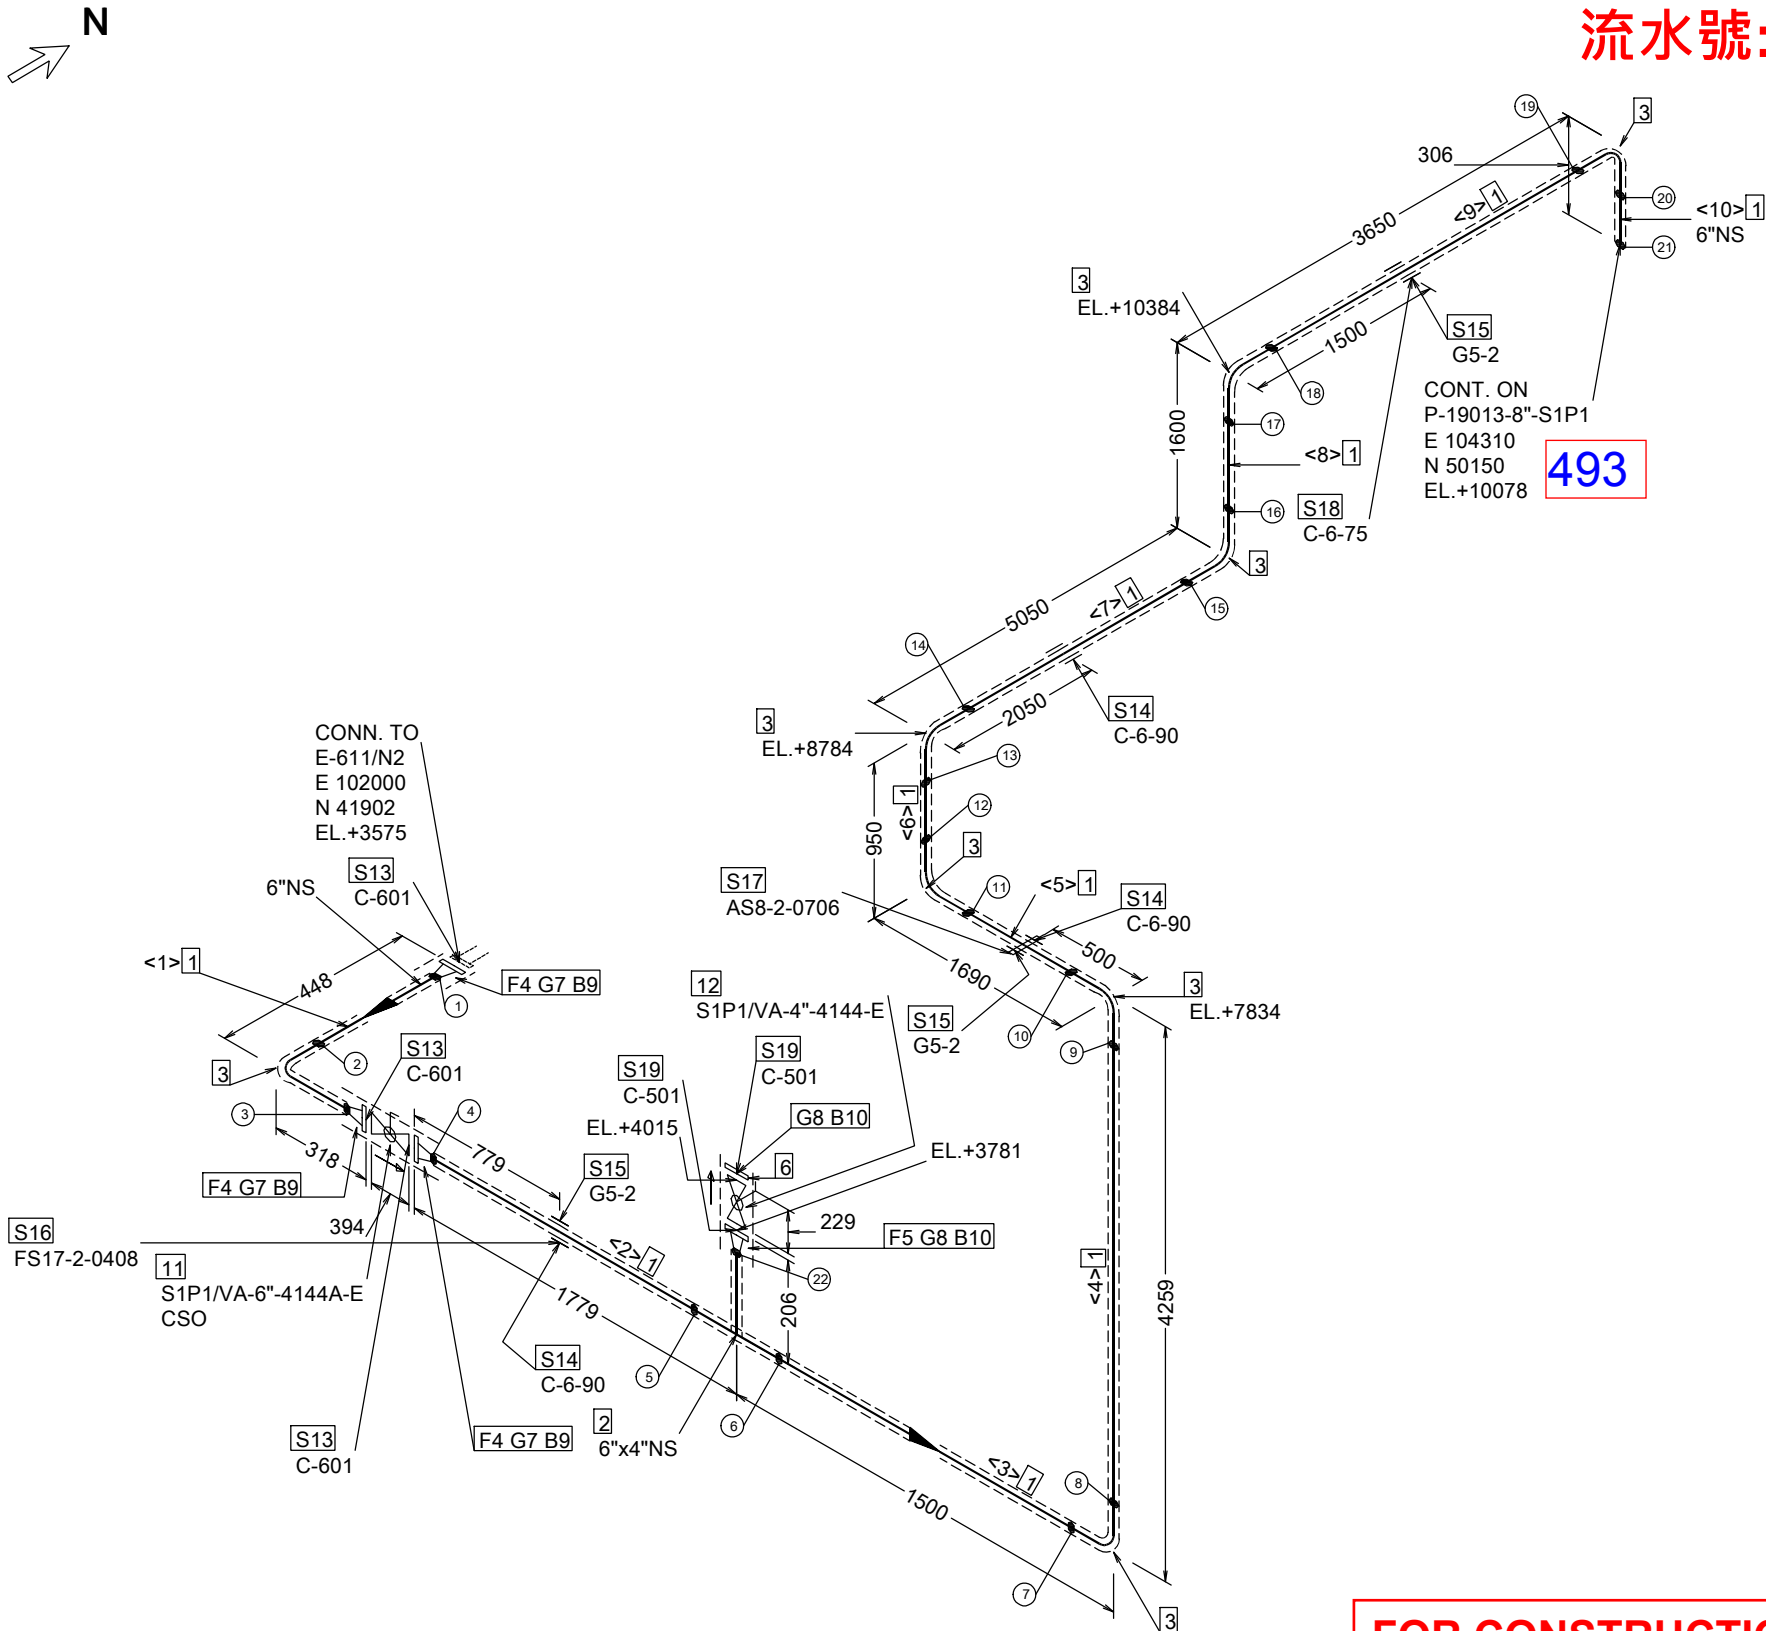 N
流水號:
19
3
306
20
<10> 1
6"NS
21
<9> 1
3650
3
EL.+10384
S15
G5-2
1500
18
CONT. ON
P-19013-8"-S1P1
E 104310
N 50150
EL.+10078
493
17
1600
<8> 1
16
S18
C-6-75
3
15
<7> 1
5050
14
2050
S14
C-6-90
3
EL.+8784
13
12
<6> 1
950
3
CONN. TO
E-611/N2
E 102000
N 41902
EL.+3575
S13
C-601
6"NS
<1> 1
448
F4 G7 B9
1
2
3
S17
AS8-2-0706
11
<5> 1
S14
C-6-90
500
1690
3
EL.+7834
S15
G5-2
10
9
12
S1P1/VA-4"-4144-E
S19
C-501
S19
C-501
G8 B10
EL.+4015
EL.+3781
6
229
F5 G8 B10
22
206
S13
C-601
3
4
318
779
F4 G7 B9
394
S15
G5-2
S16
FS17-2-0408
11
S1P1/VA-6"-4144A-E
CSO
<2> 1
1779
S14
C-6-90
5
6
2
6"x4"NS
S13
C-601
F4 G7 B9
<4> 1
4259
<3> 1
1500
8
7
3
FOR CONSTRUCTIO